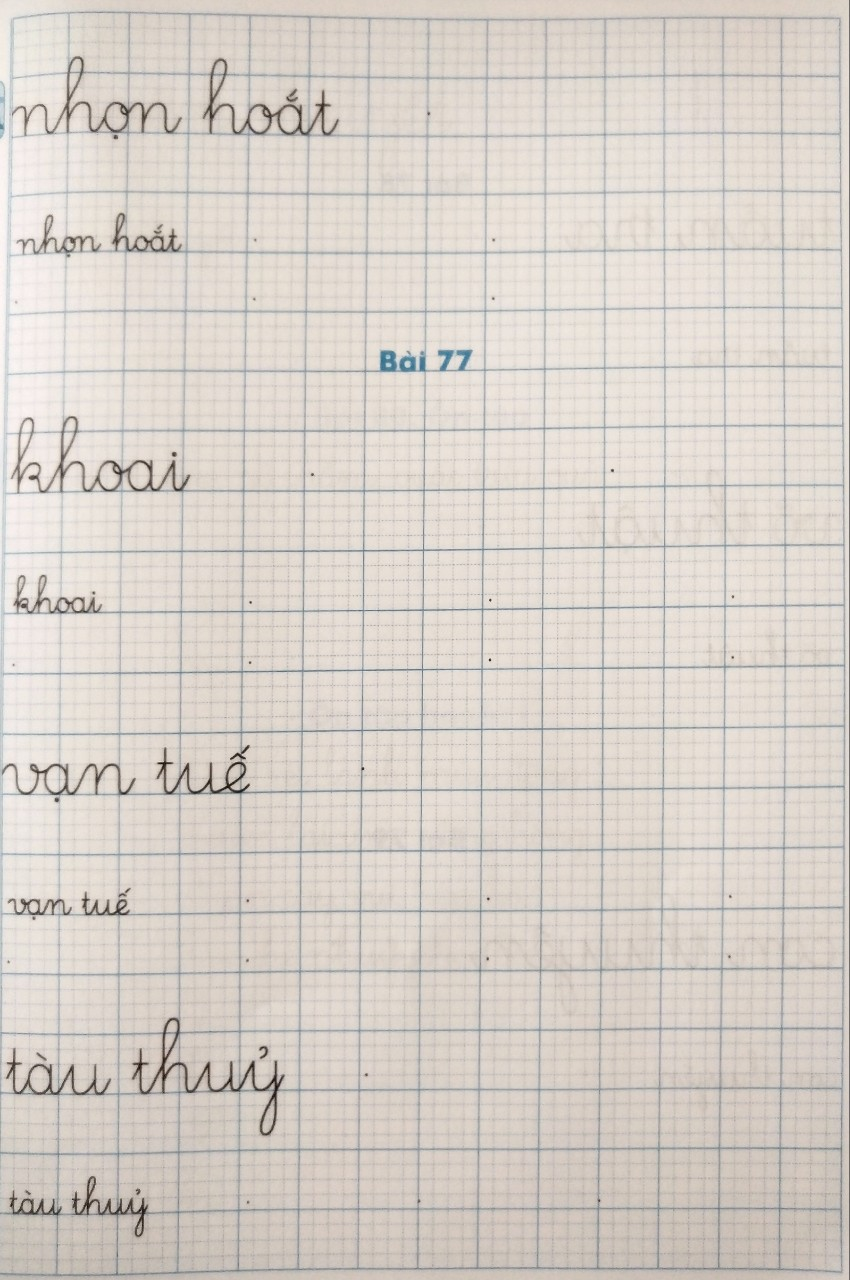 nhọn hoắt
nhọn hoắt
Bài 77
khoai
khoai
vạn tuế
vạn tuế
tàu thuỷ
tàu thuỷ